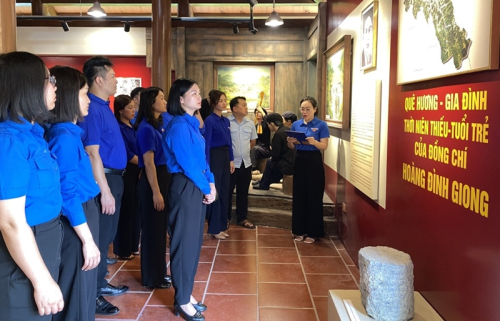 QUÊ HƯƠNG - GIA ĐÌNH
THỜI NIÊN THIẾU-TUỔI TRẺ
CỦA ĐỒNG CHÍ
HOÀNG ĐÌNH GIONG